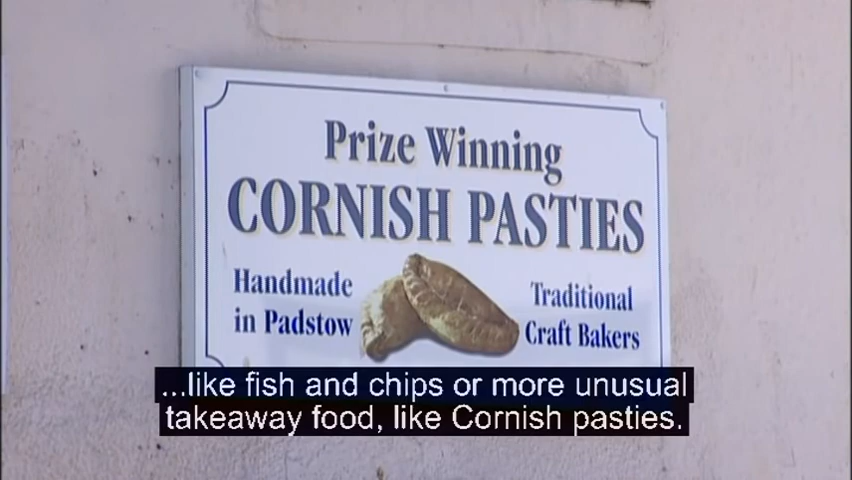 Prize Winning
CORNISH PASTIES
Handmade
in Padstow
Traditional
Craft Bakers
...like fish and chips or more unusual
takeaway food, like Cornish pasties.